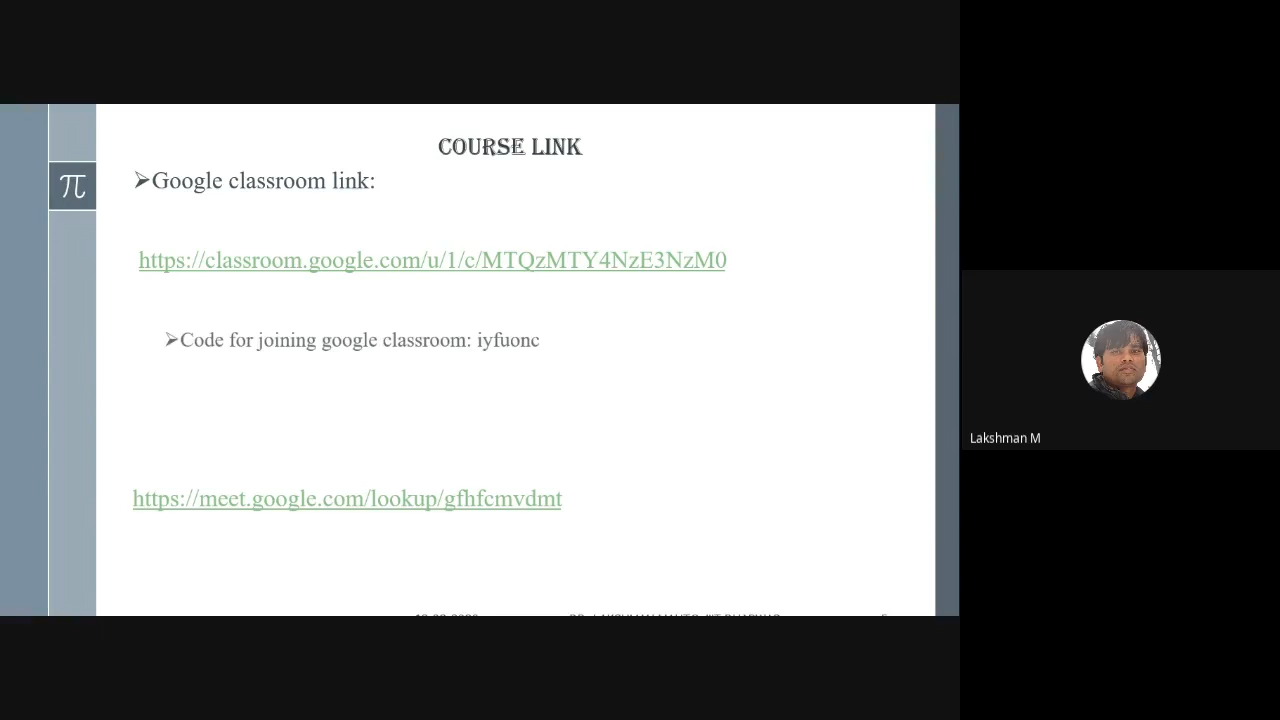 COURSE LINK
π
➢Google classroom link:
https://classroom.google.com/u/1/c/MTQzMTY4NzE3NzM0
➢Code for joining google classroom: iyfuonc
https://meet.google.com/lookup/gfhfcmvdmt
Lakshman M